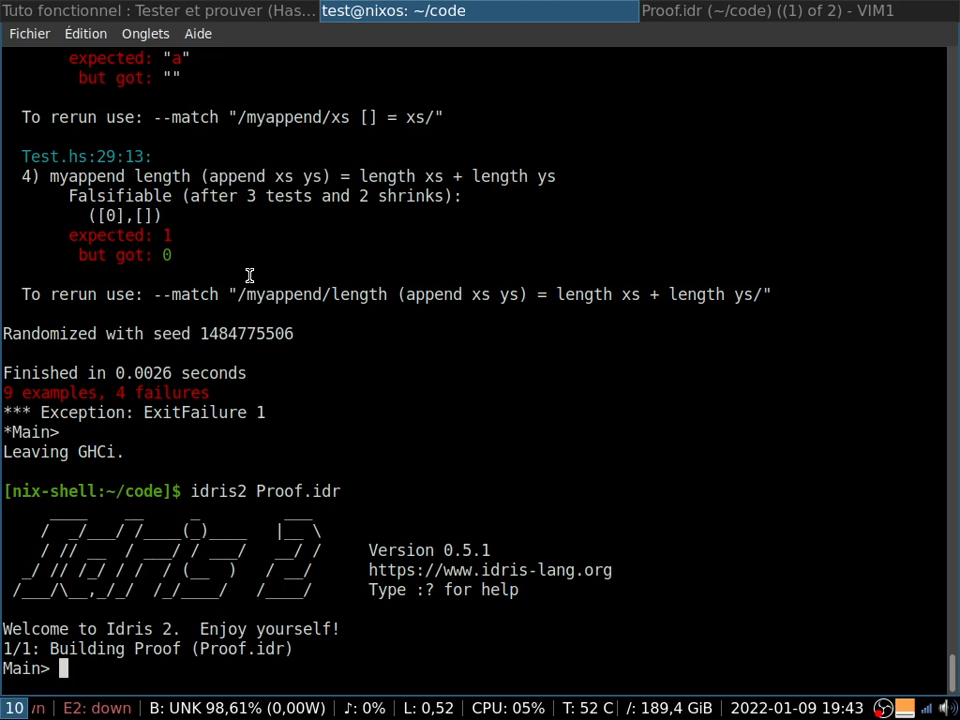 Tuto fonctionnel : Tester et prouver (Has... test@nixos: ~/code Proof.idr (~/code) ((1) of 2) - VIM1
Fichier Édition Onglets Aide
expected: "a"
but got: ""
To rerun use: --match "/myappend/xs [] = xs/"
Test.hs:29:13:
4) myappend length (append xs ys) = length xs + length ys
Falsifiable (after 3 tests and 2 shrinks):
([0],[])
expected: 1
but got: 0
To rerun use: --match "/myappend/length (append xs ys) = length xs + length ys/"
Randomized with seed 1484775506
Finished in 0.0026 seconds
9 examples, 4 failures
*** Exception: ExitFailure 1
*Main>
Leaving GHCi.
[nix-shell:~/code]$ idris2 Proof.idr
Idris 2
Version 0.5.1
https://www.idris-lang.org
Type :? for help
Welcome to Idris 2.  Enjoy yourself!
1/1: Building Proof (Proof.idr)
Main>
10 wn | E2: down | B: UNK 98,61% (0,00W) | ♪: 0% | L: 0,52 | CPU: 05% | T: 52 C | /: 189,4 GiB | 2022-01-09 19:43